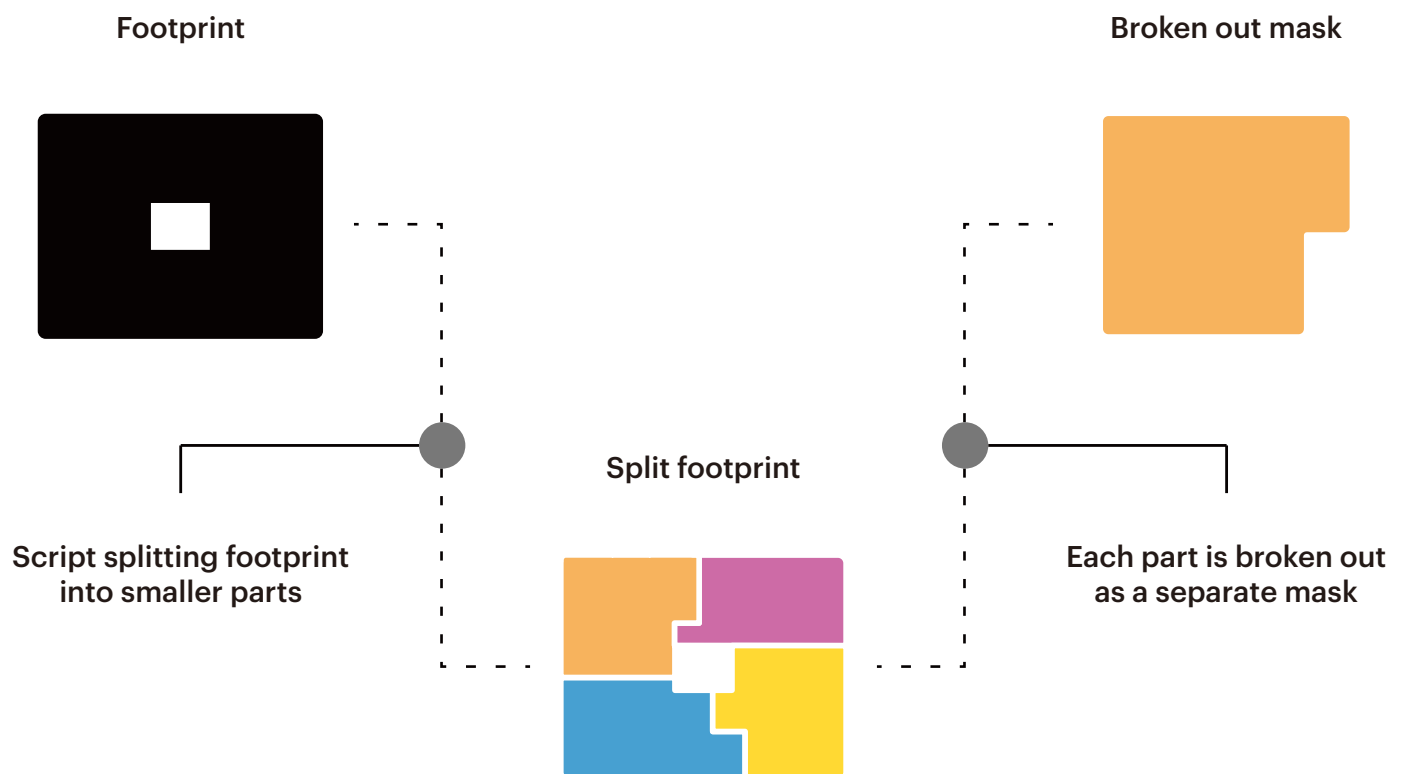 Footprint
Broken out mask
Split footprint
Script splitting footprint
into smaller parts
Each part is broken out
as a separate mask